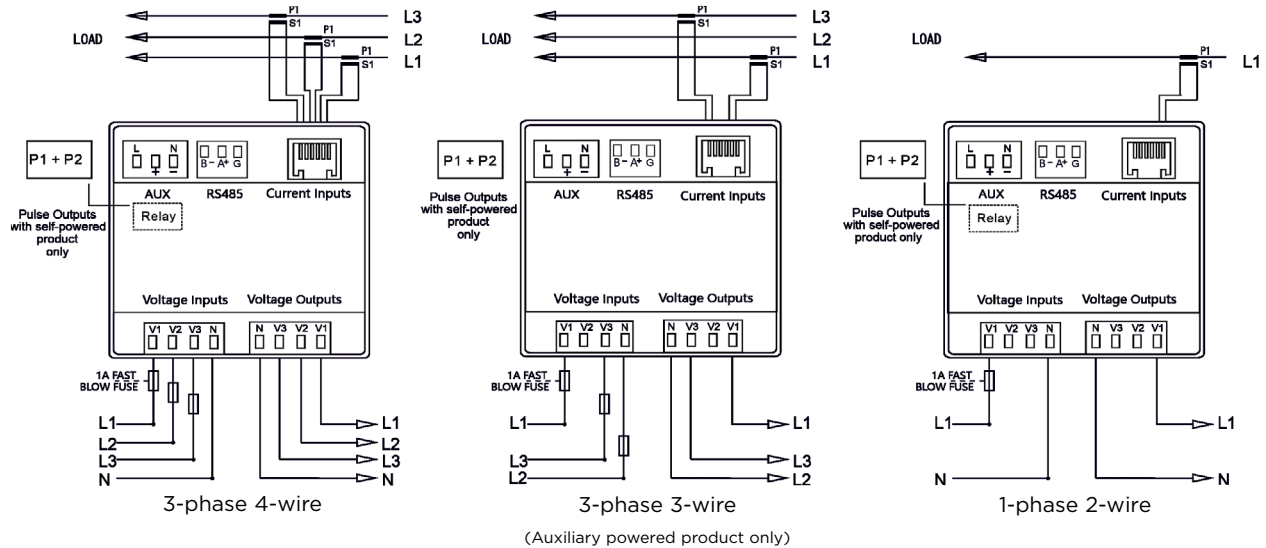 P1
S1
L3
P1
S1
L2
LOAD
P1
S1
L1
P1 + P2
L N
+ –
B - A+ G
AUX RS485 Current Inputs
Relay
Pulse Outputs
with self-powered
product
only
Voltage Inputs Voltage Outputs
V1 V2 V3 N N V3 V2 V1
1A FAST
BLOW FUSE
L1 L1
L2 L2
L3 L3
N N
3-phase 4-wire
P1
S1
L3
LOAD
L2
P1
S1
L1
P1 + P2
L N
+ –
B - A+ G
AUX RS485 Current Inputs
Pulse Outputs
with self-powered
product
only
Voltage Inputs Voltage Outputs
V1 V2 V3 N N V3 V2 V1
1A FAST
BLOW FUSE
L1 L1
L3 L3
L2 L2
3-phase 3-wire
(Auxiliary powered product only)
LOAD
P1
S1
L1
P1 + P2
L N
+ –
B - A+ G
AUX RS485 Current Inputs
Relay
Pulse Outputs
with self-powered
product only
Voltage Inputs Voltage Outputs
V1 V2 V3 N N V3 V2 V1
1A FAST
BLOW FUSE
L1 L1
N N
1-phase 2-wire